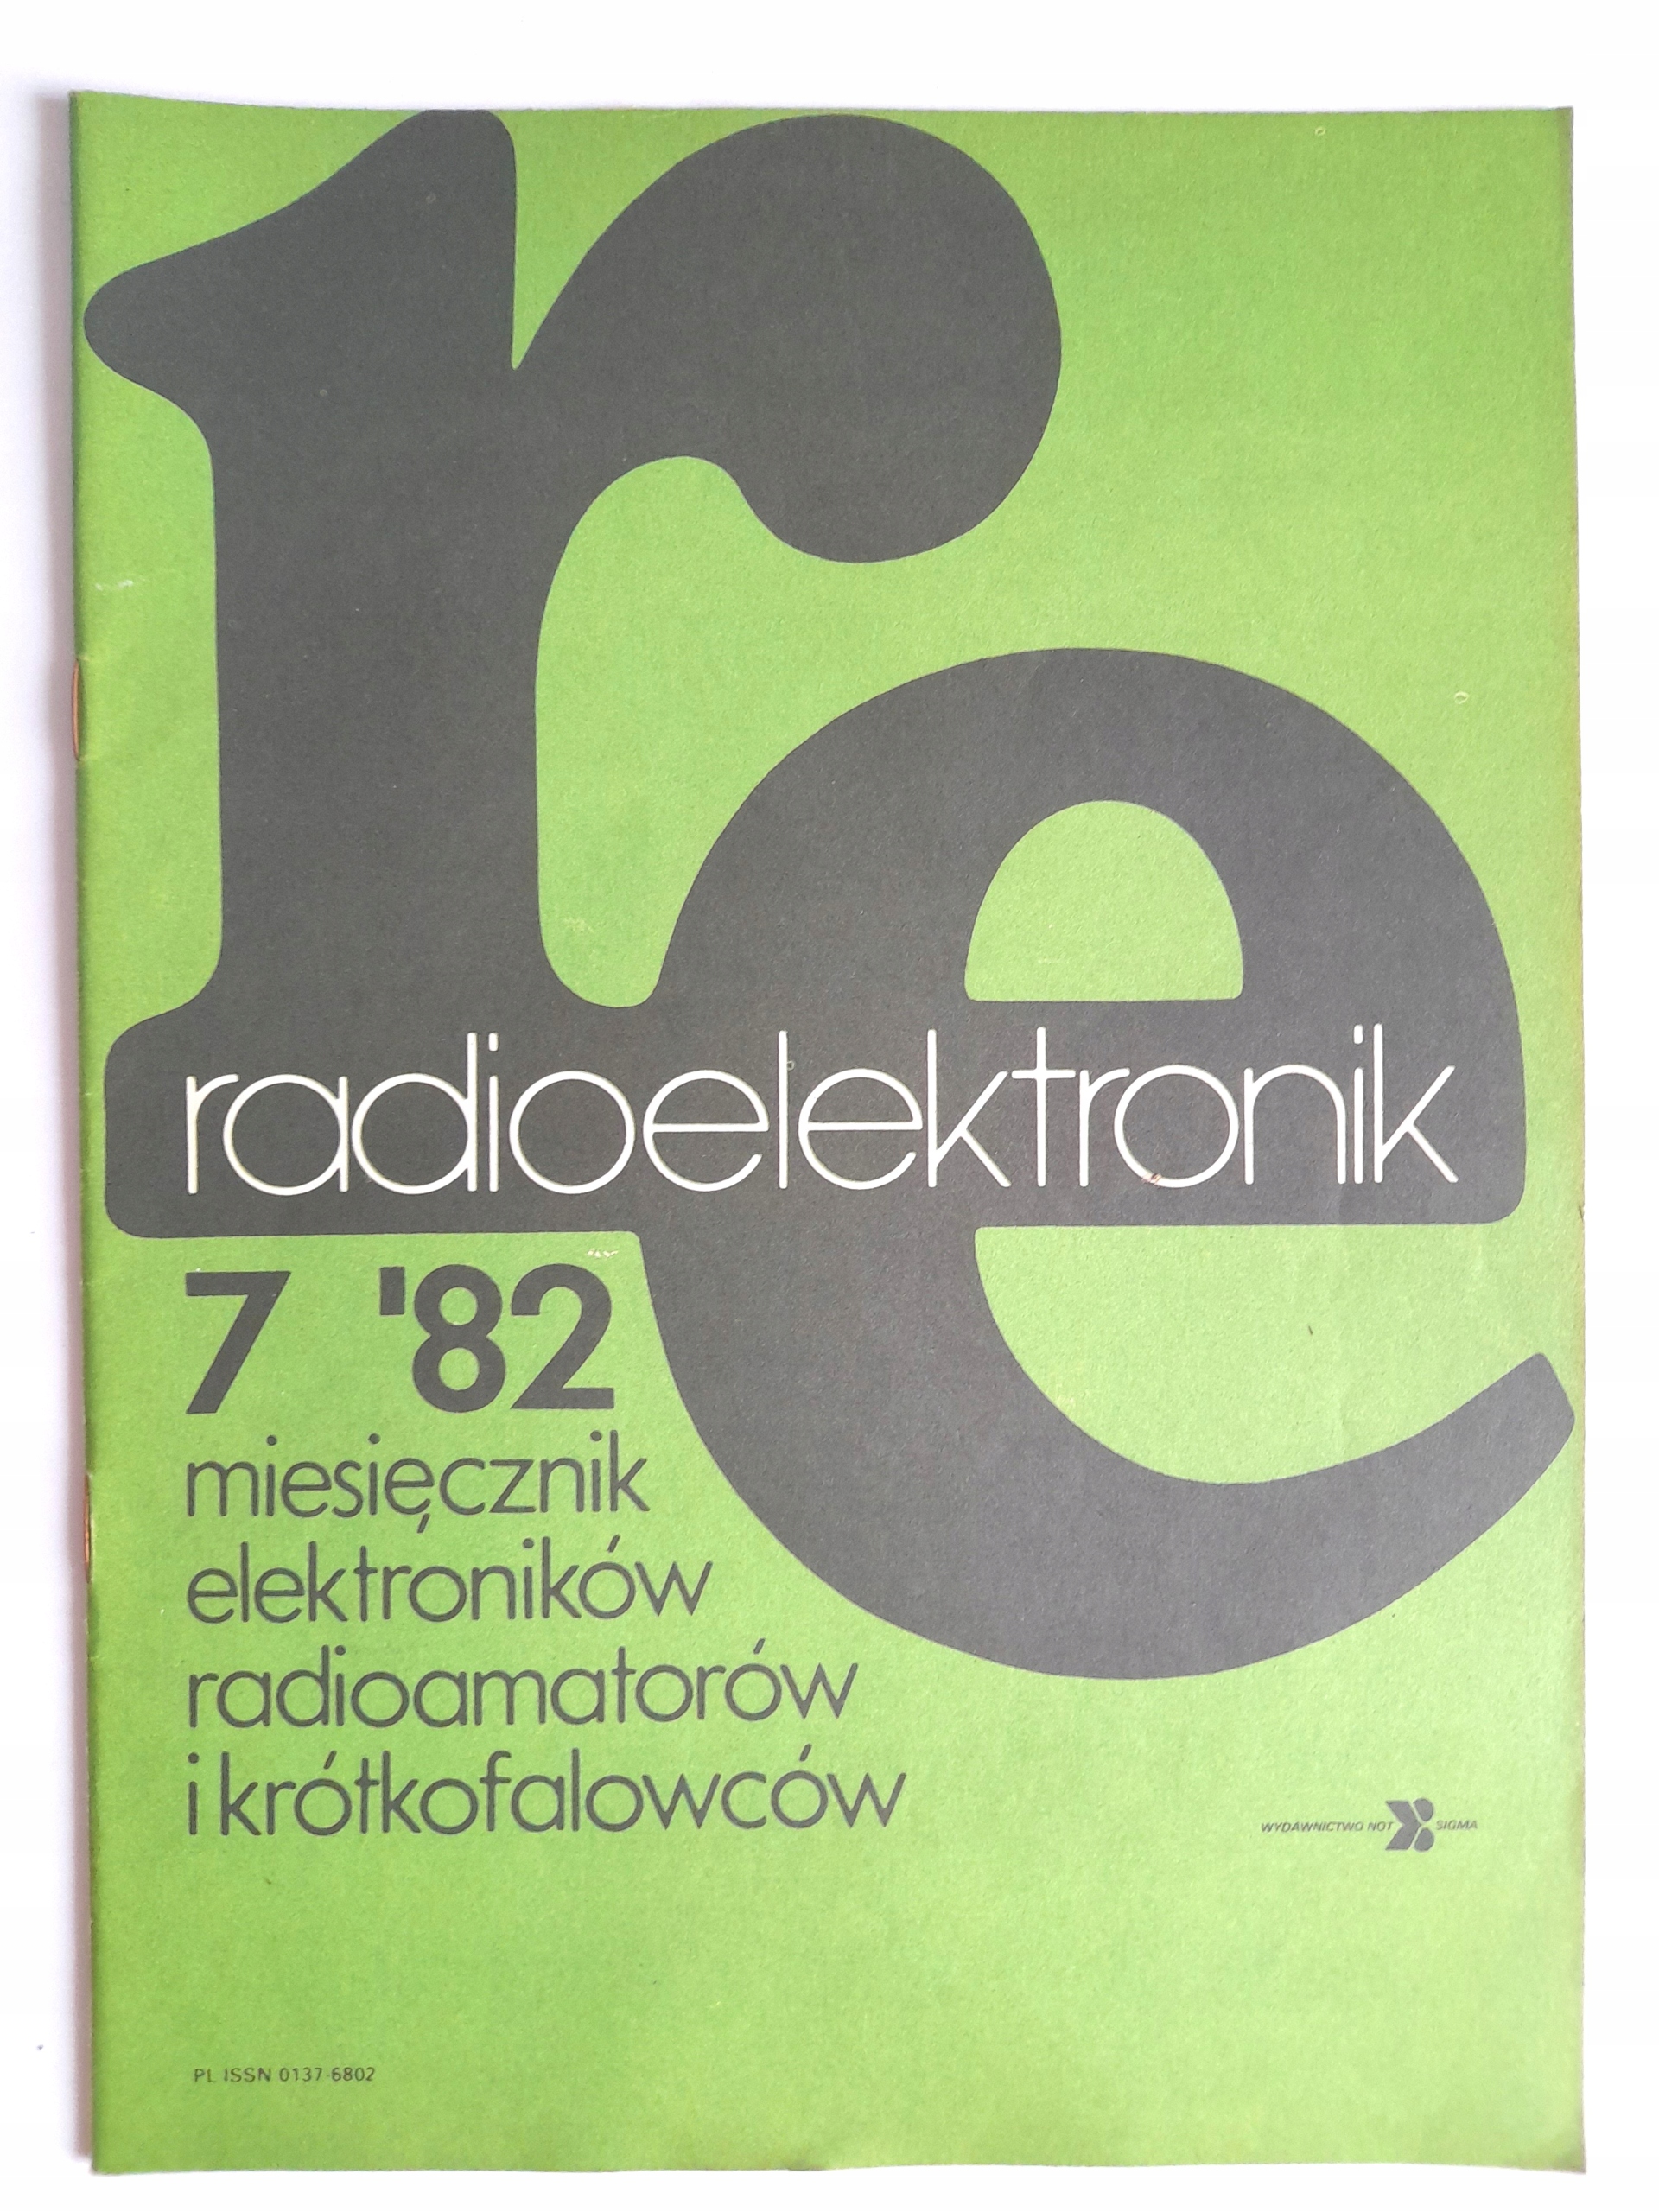 re
radioelektronik
7 '82
miesięcznik
elektroników
radioamatorów
i krótkofalowców
WYDAWNICTWO NOT SIGMA
PL ISSN 0137-6802